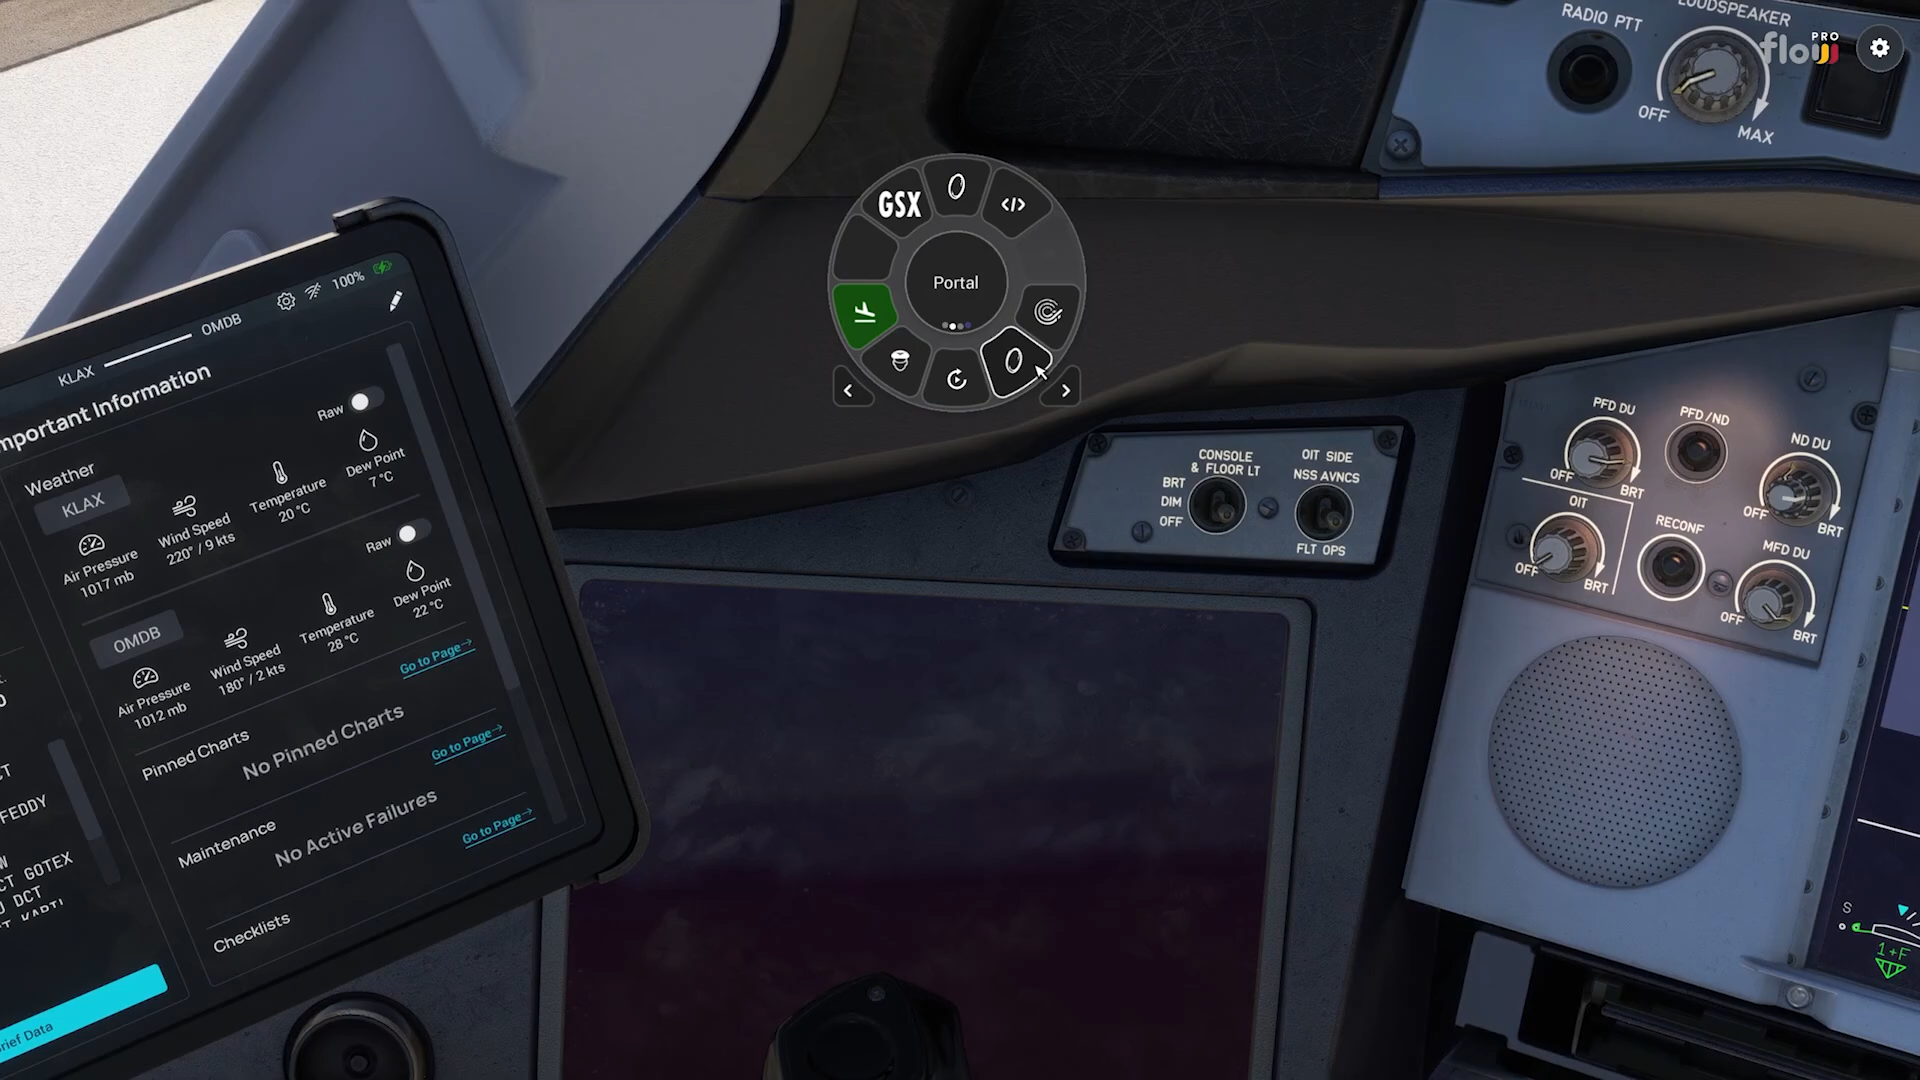 RADIO PTT
LOUDSPEAKER
OFF
MAX
PRO
floW
GSX
</>
Portal
100%
KLAX
OMDB
Important Information
Weather
Raw
KLAX
Air Pressure
1017 mb
Wind Speed
220° / 9 kts
Temperature
20 °C
Dew Point
7 °C
Raw
OMDB
Air Pressure
1012 mb
Wind Speed
180° / 2 kts
Temperature
28 °C
Dew Point
22 °C
Go to Page
Pinned Charts
No Pinned Charts
Go to Page
Maintenance
No Active Failures
Go to Page
Checklists
FEDDY
GOTEX
DCT
Brief Data
CONSOLE
& FLOOR LT
BRT
DIM
OFF
OIT SIDE
NSS AVNCS
FLT OPS
PFD DU
OFF
BRT
PFD/ND
ND DU
OFF
BRT
OIT
OFF
BRT
RECONF
MFD DU
OFF
BRT
S
1+F